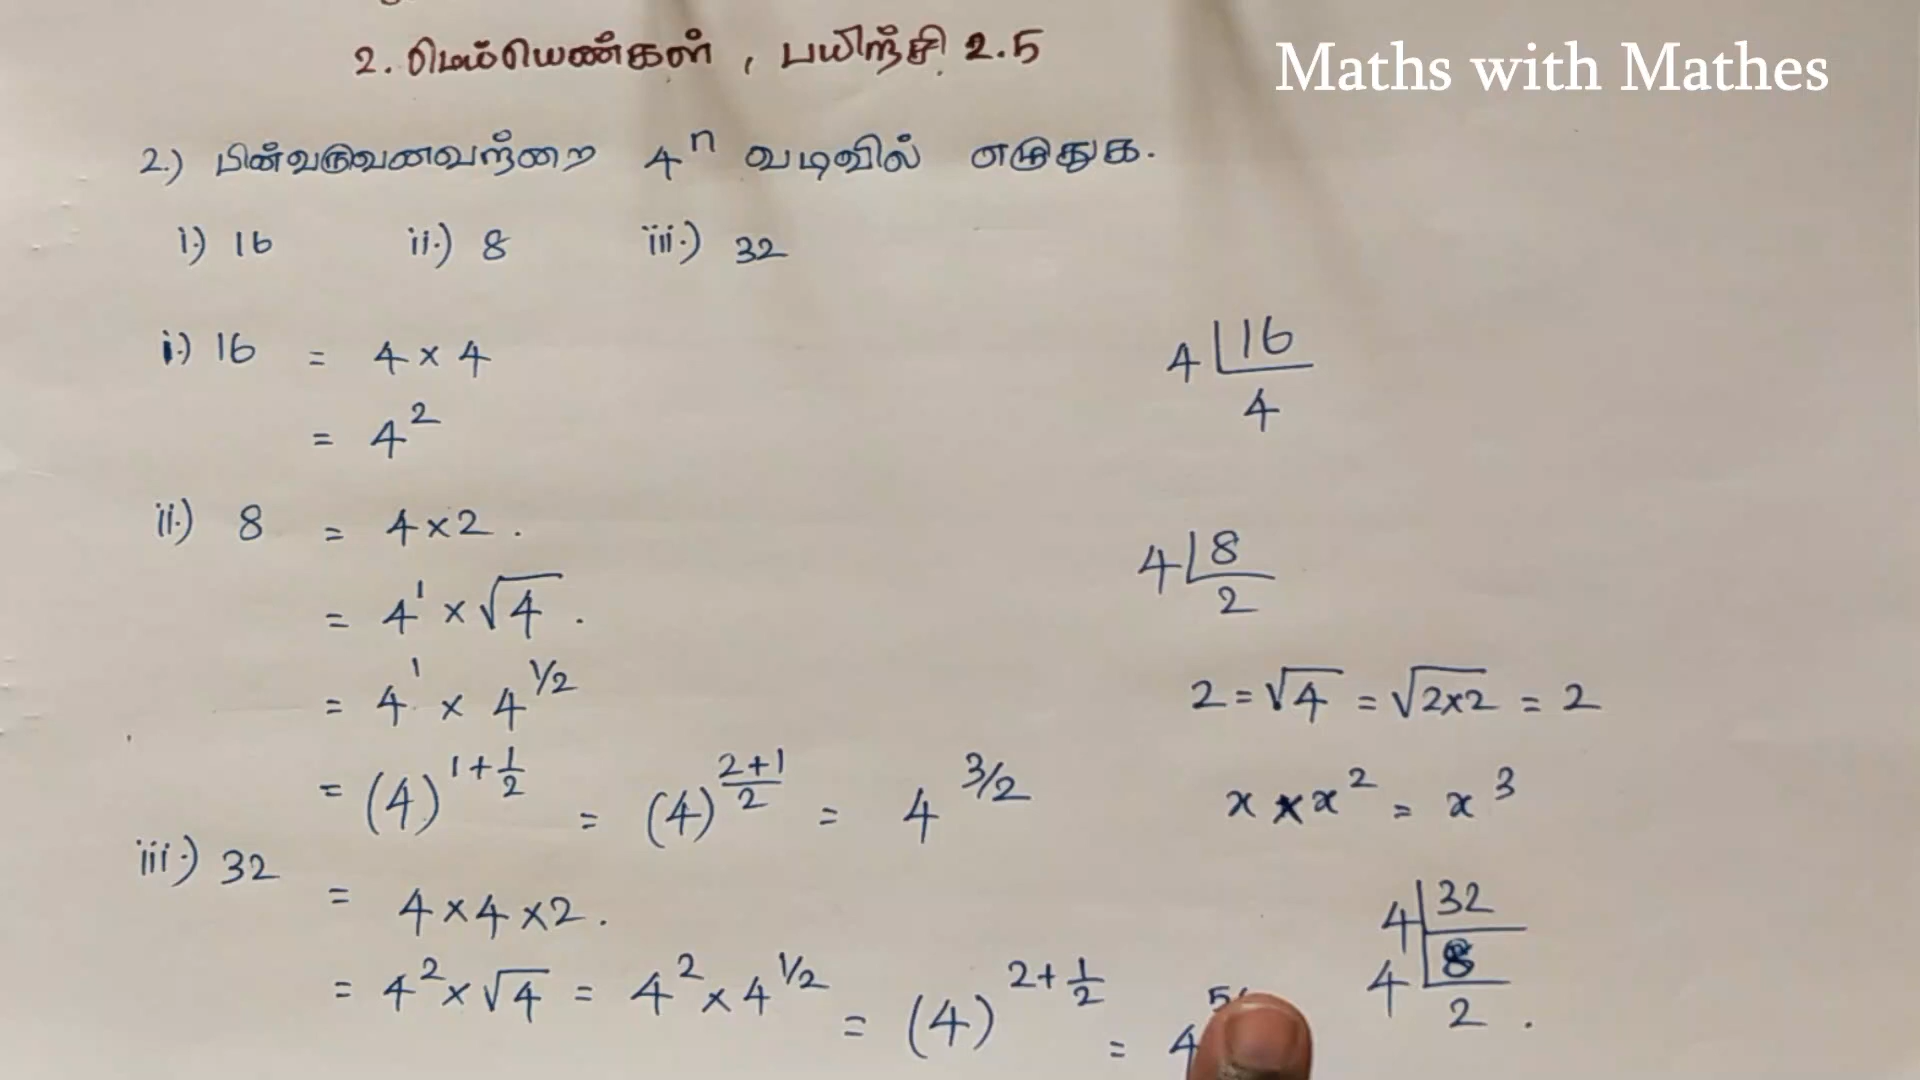 2. மெய்யெண்கள் , பயிற்சி 2.5
Maths with Mathes
2.) பின்வருவனவற்றை 4ⁿ வடிவில் எழுதுக.
i) 16 ii.) 8 iii.) 32
i.) 16 = 4 × 4
= 4²
4 16
4
ii.) 8 = 4×2.
= 4¹ × √4.
= 4¹ × 4^1/2
= (4)^1+1/2 = (4)^(2+1)/2 = 4^3/2
4 8
2
2 = √4 = √2×2 = 2
x × x² = x³
iii.) 32 = 4×4×2.
= 4² × √4 = 4² × 4^1/2 = (4)^2+1/2 = 4^5
4 32
4 8
2.